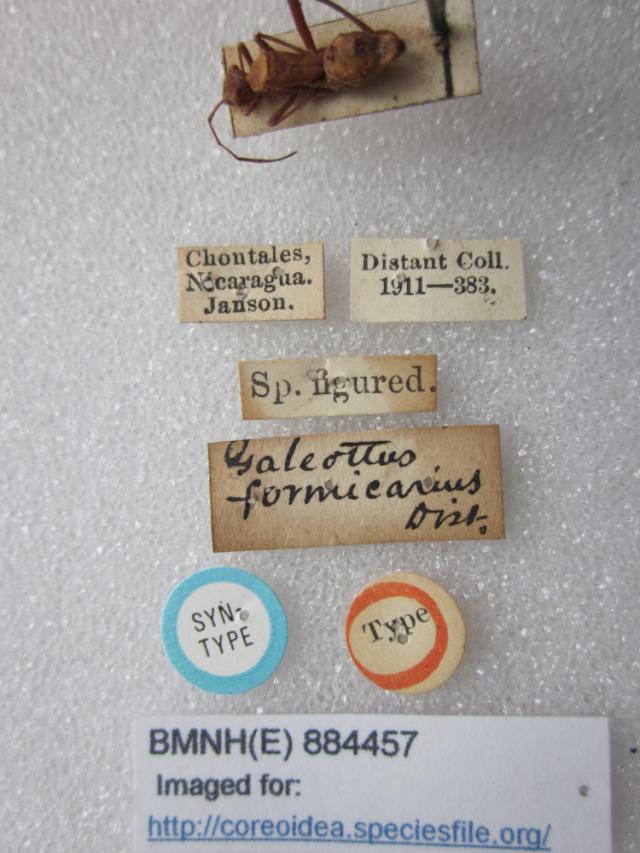 Chontales,
Nicaragua.
Janson.
Distant Coll.
1911—383.
Sp. figured.
Galeottus
formicarius
Dist.
SYN-
TYPE
Type
BMNH(E) 884457
Imaged for:
http://coreoidea.speciesfile.org/